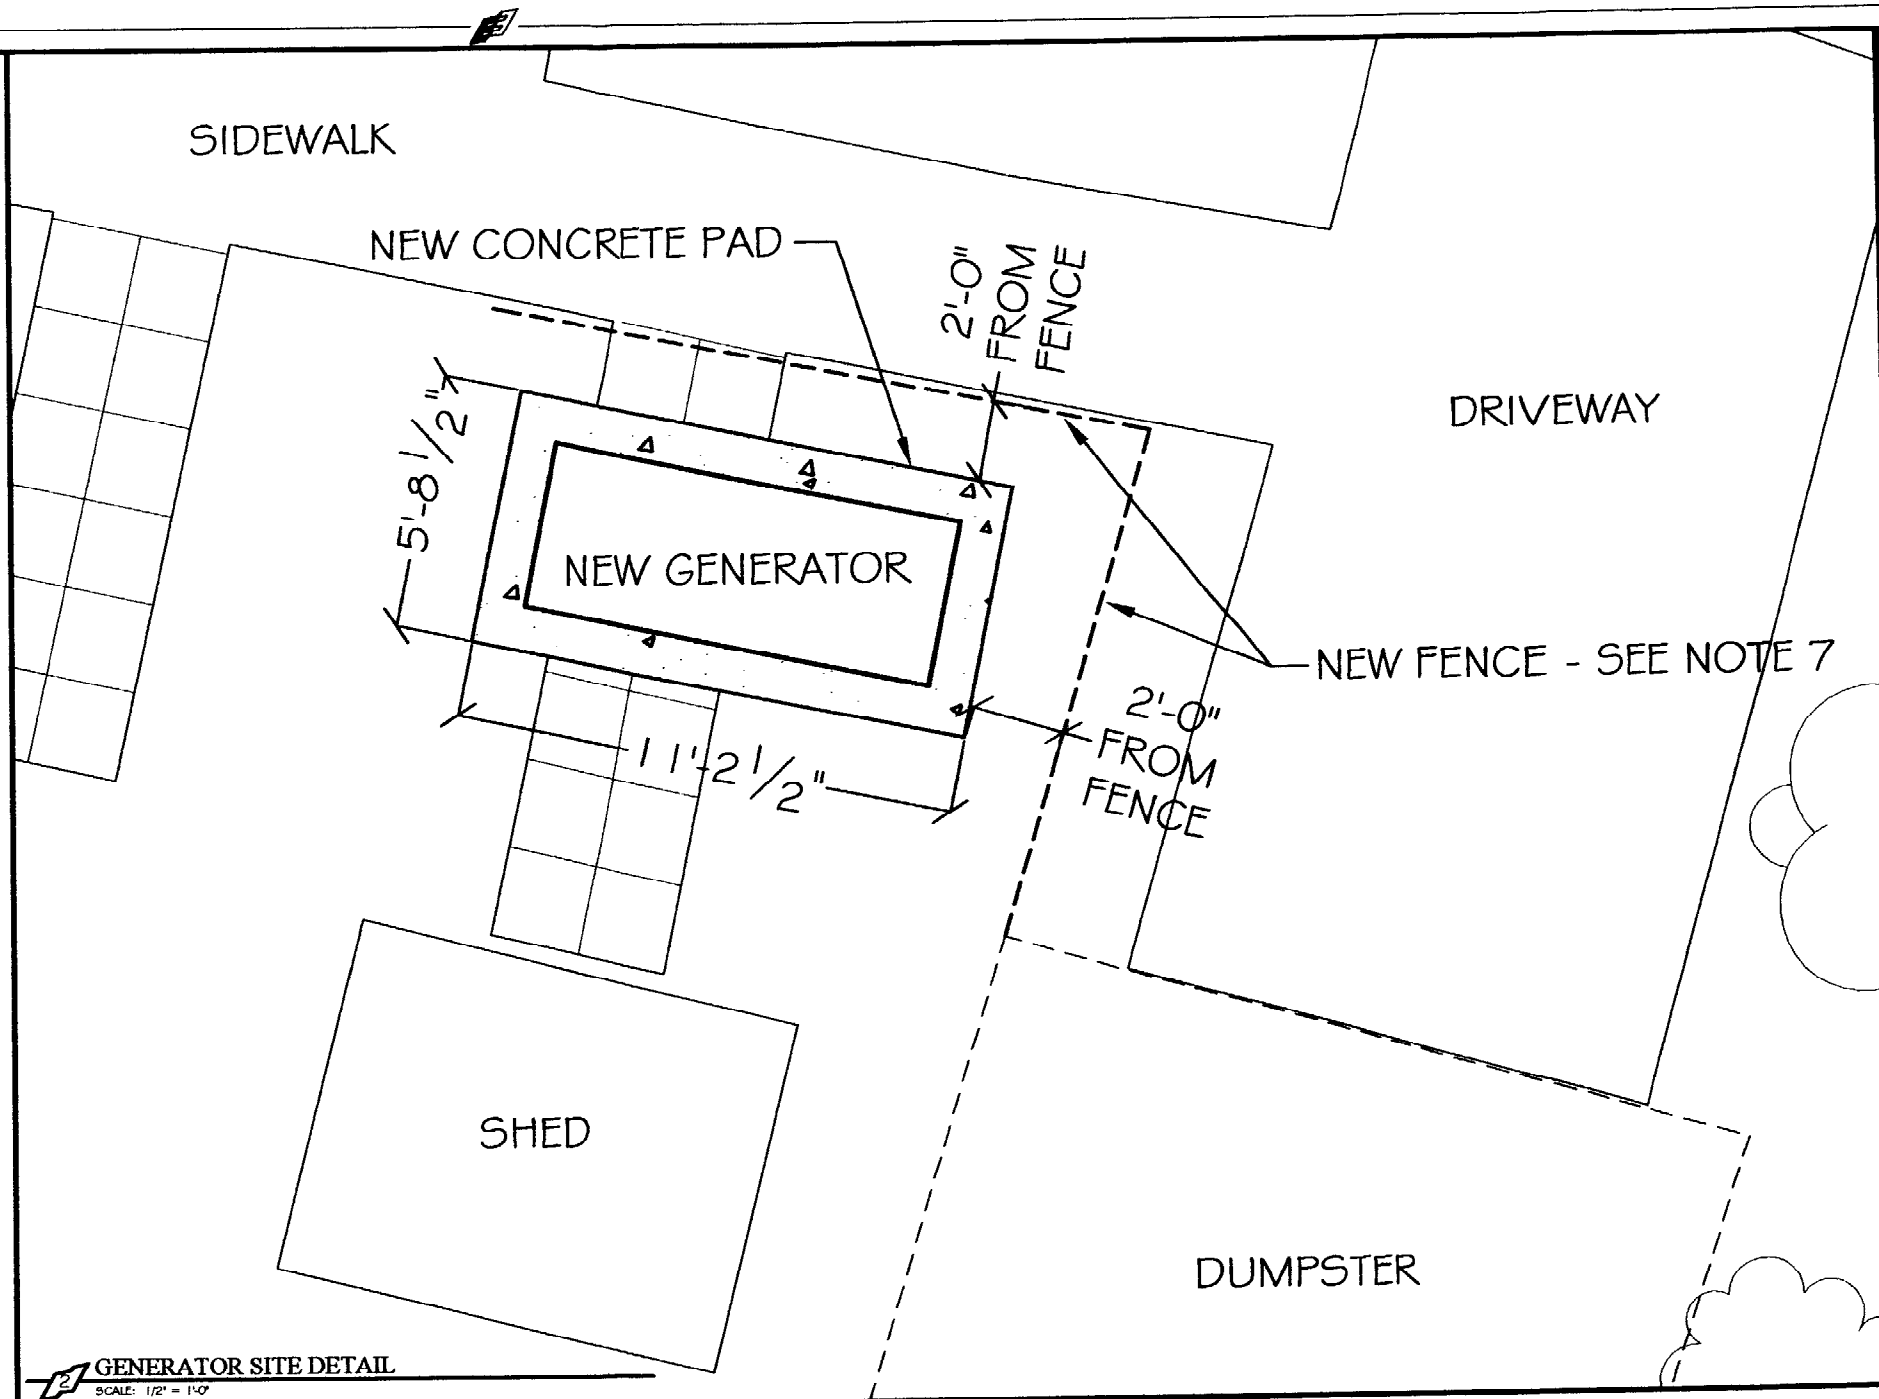 SIDEWALK
NEW CONCRETE PAD
2'-0"
FROM
FENCE
DRIVEWAY
5'-8 1/2"
NEW GENERATOR
NEW FENCE - SEE NOTE 7
2'-0"
FROM
FENCE
11'-2 1/2"
SHED
DUMPSTER
2
GENERATOR SITE DETAIL
SCALE: 1/2" = 1'-0"